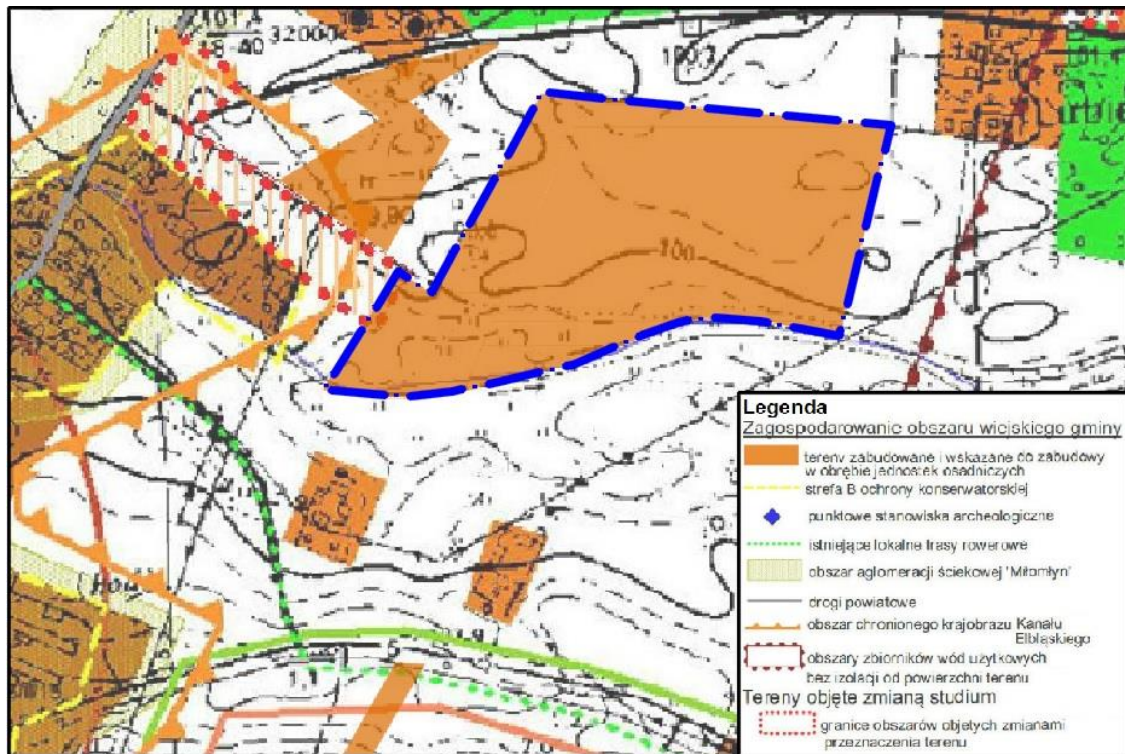 32000
100
Legenda
Zagospodarowanie obszaru wiejskiego gminy
tereny zabudowane i wskazane do zabudowy
w obrębie jednostek osadniczych
strefa B ochrony konserwatorskiej
punktowe stanowiska archeologiczne
istniejące lokalne trasy rowerowe
obszar aglomeracji ściekowej 'Miłomłyn'
drogi powiatowe
obszar chronionego krajobrazu Kanału
Elbląskiego
obszary zbiorników wód użytkowych
bez izolacji od powierzchni terenu
Tereny objęte zmianą studium
granice obszarów objętych zmianami
przeznaczenia terenu